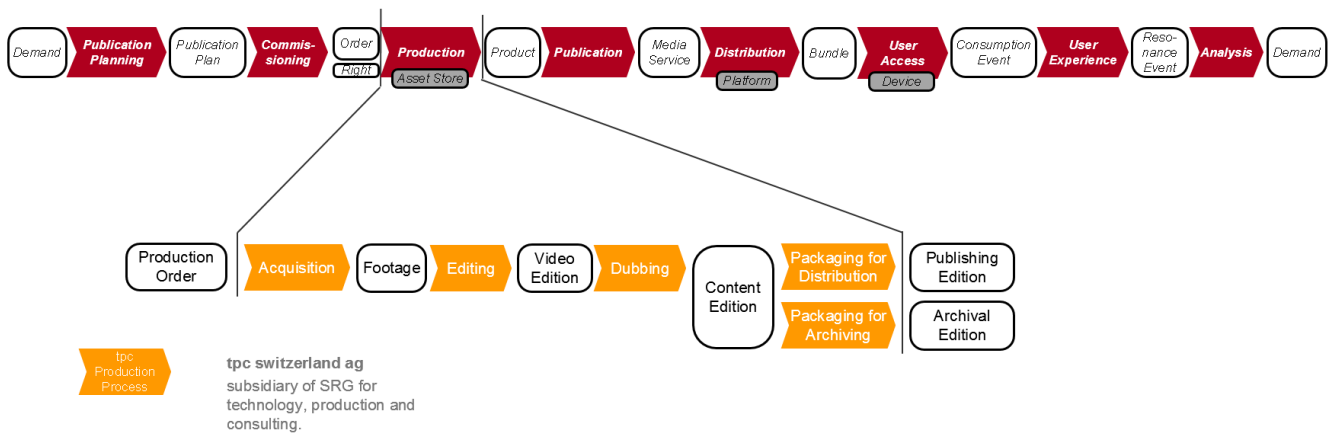 Demand
Publication
Planning
Publication
Plan
Commis-
sioning
Order
Right
Production
Asset Store
Product
Publication
Media
Service
Distribution
Platform
Bundle
User
Access
Device
Consumption
Event
User
Experience
Reso-
nance
Event
Analysis
Demand
Production
Order
Acquisition
Footage
Editing
Video
Edition
Dubbing
Content
Edition
Packaging for
Distribution
Packaging for
Archiving
Publishing
Edition
Archival
Edition
tpc
Production
Process
tpc switzerland ag
subsidiary of SRG for
technology, production and
consulting.